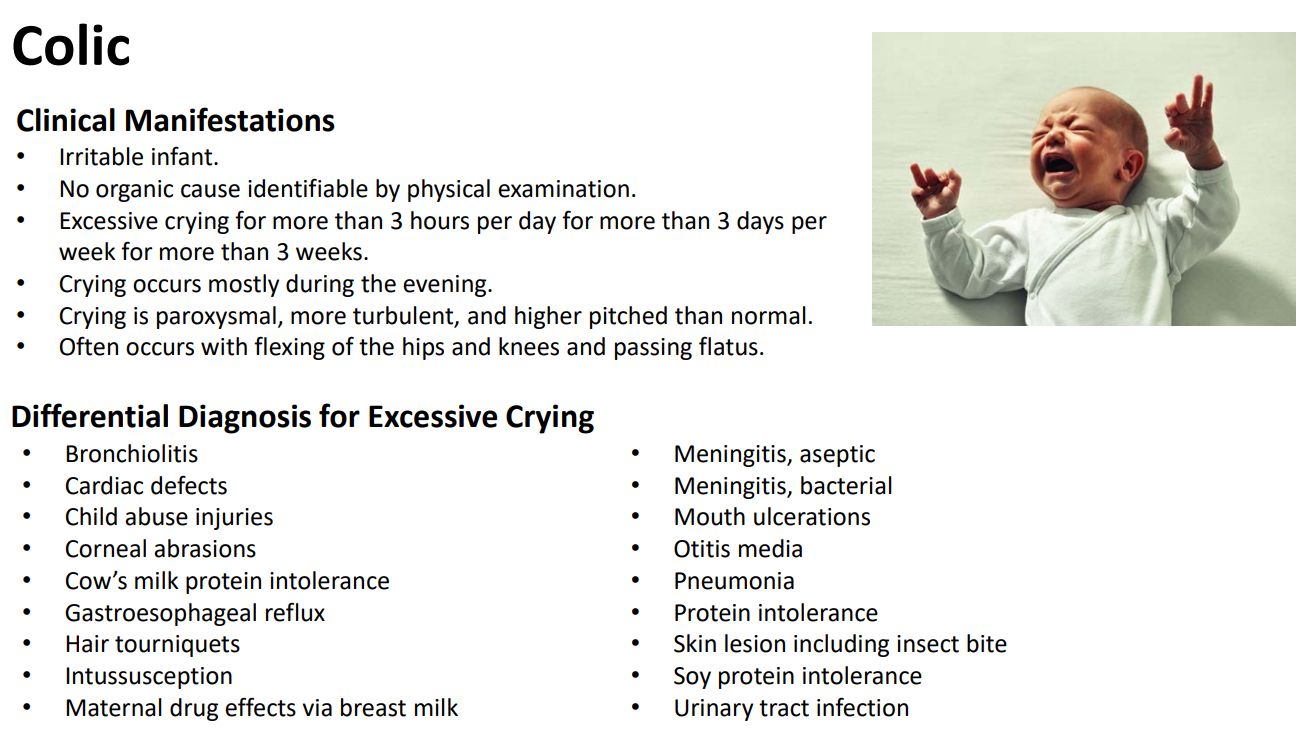 Colic
Clinical Manifestations
• Irritable infant.
• No organic cause identifiable by physical examination.
• Excessive crying for more than 3 hours per day for more than 3 days per
week for more than 3 weeks.
• Crying occurs mostly during the evening.
• Crying is paroxysmal, more turbulent, and higher pitched than normal.
• Often occurs with flexing of the hips and knees and passing flatus.
Differential Diagnosis for Excessive Crying
• Bronchiolitis
• Cardiac defects
• Child abuse injuries
• Corneal abrasions
• Cow’s milk protein intolerance
• Gastroesophageal reflux
• Hair tourniquets
• Intussusception
• Maternal drug effects via breast milk
• Meningitis, aseptic
• Meningitis, bacterial
• Mouth ulcerations
• Otitis media
• Pneumonia
• Protein intolerance
• Skin lesion including insect bite
• Soy protein intolerance
• Urinary tract infection